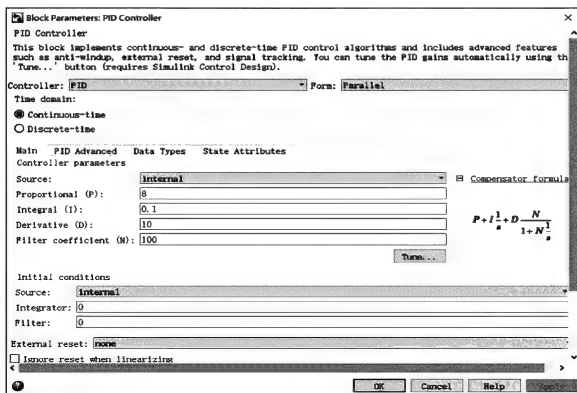 Block Parameters: PID Controller
PID Controller
This block implements continuous- and discrete-time PID control algorithms and includes advanced features
such as anti-windup, external reset, and signal tracking. You can tune the PID gains automatically using th
'Tune...' button (requires Simulink Control Design).
Controller: PID Form: Parallel
Time domain:
Continuous-time
Discrete-time
Main PID Advanced Data Types State Attributes
Controller parameters
Source: internal Compensator formula
Proportional (P): 8
Integral (I): 0.1
Derivative (D): 10
P+I 1/s +D N/(1+N 1/s)
Filter coefficient (N): 100
Tune...
Initial conditions
Source: internal
Integrator: 0
Filter: 0
External reset: none
Ignore reset when linearizing
OK Cancel Help Apply